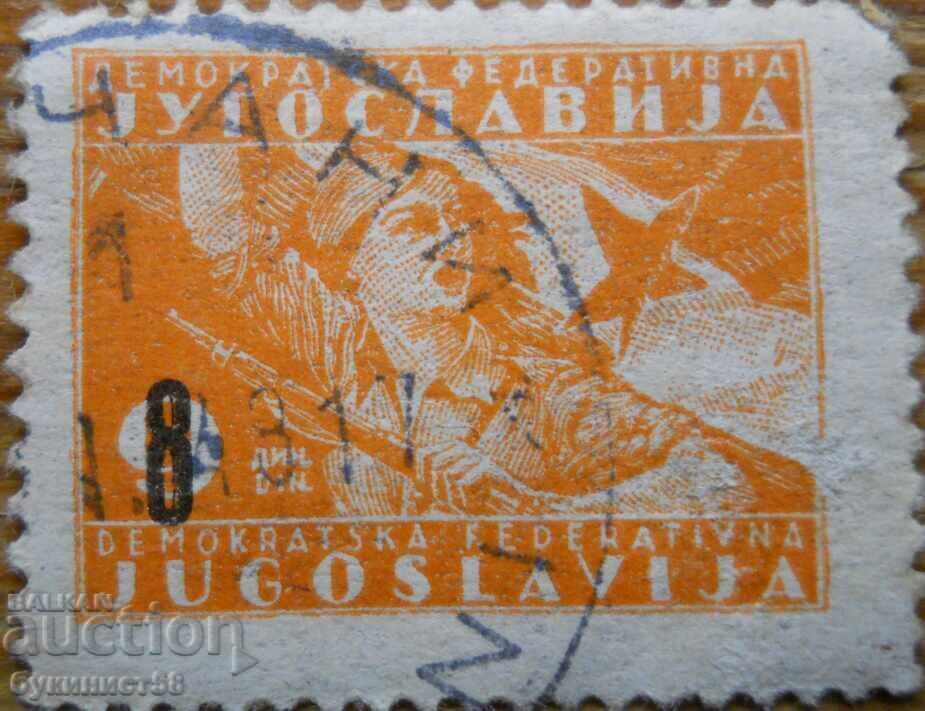 ДЕМОКРАТСКА ФЕДЕРАТИВНА
ЈУГОСЛАВИЈА
8
ДИН.
DIN.
DEMOKRATSKA FEDERATIVNA
JUGOSLAVIJA
BALKAN
auction
букинист58